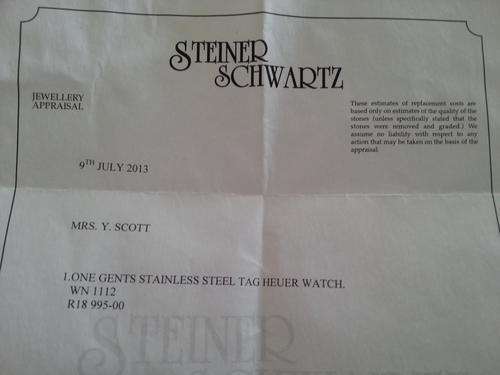 STEINER
SCHWARTZ
JEWELLERY
APPRAISAL
These estimates of replacement costs are
based only on estimates of the quality of the
stones (unless specifically stated that the
stones were removed and graded.) We
assume no liability with respect to any
action that may be taken on the basis of the
appraisal.
9TH JULY 2013
MRS. Y. SCOTT
1.ONE GENTS STAINLESS STEEL TAG HEUER WATCH.
WN 1112
R18 995-00
STEINER